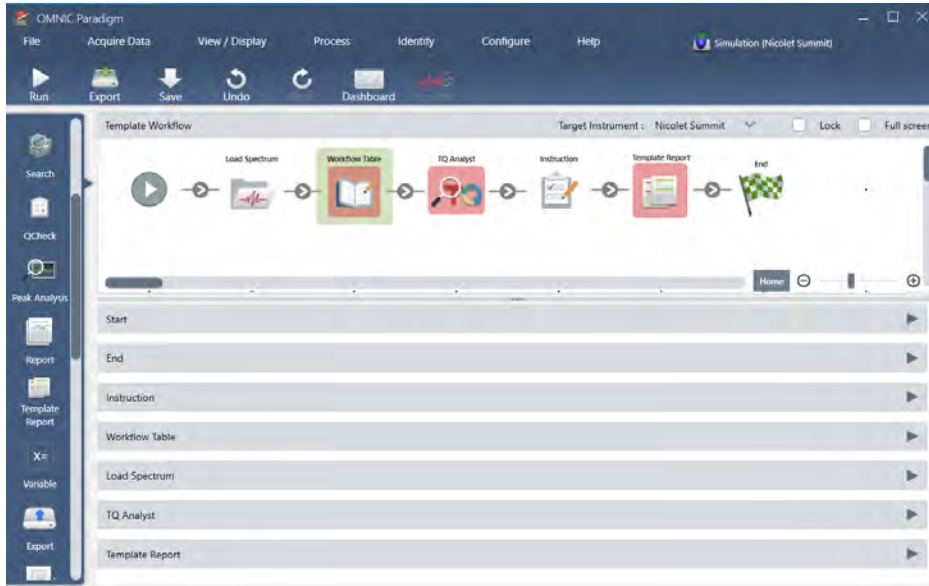 OMNIC Paradigm
File Acquire Data View / Display Process Identify Configure Help Simulation (Nicolet Summit)
Run Export Save Undo Dashboard
Template Workflow Target Instrument : Nicolet Summit Lock Full screen
Load Spectrum Workflow Table TQ Analyst Instruction Template Report End
Home
Search
QCheck
Peak Analysis
Report
Template
Report
X=
Variable
Export
Start
End
Instruction
Workflow Table
Load Spectrum
TQ Analyst
Template Report